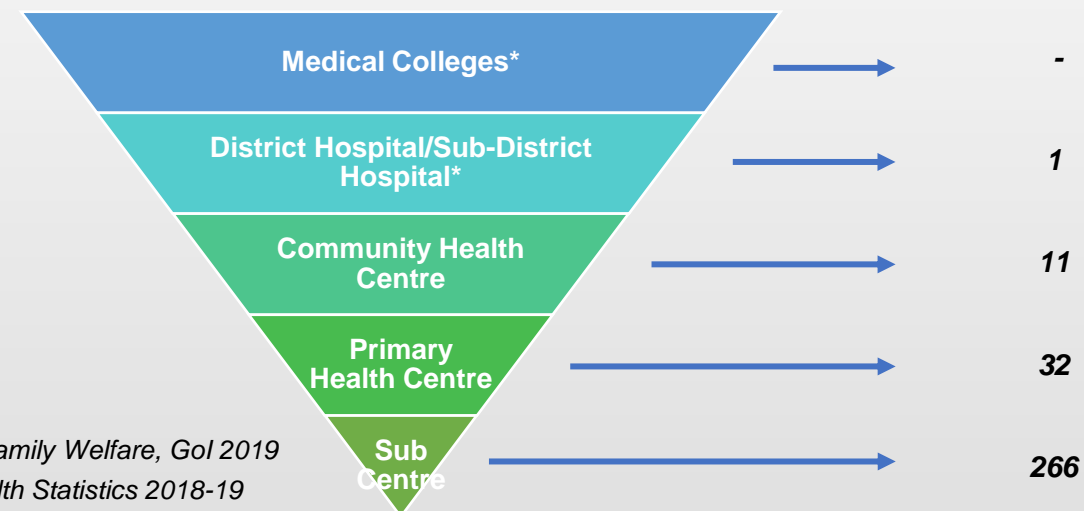 Medical Colleges*
-
District Hospital/Sub-District
Hospital*
1
Community Health
Centre
11
Primary
Health Centre
32
Sub
Centre
266
amily Welfare, GoI 2019
lth Statistics 2018-19